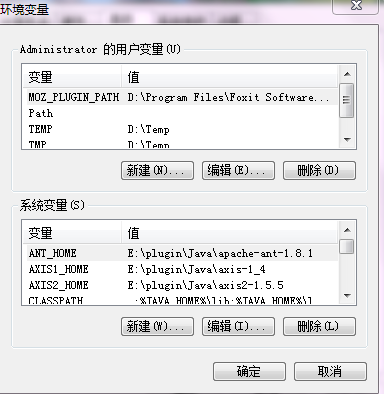 环境变量
Administrator 的用户变量(U)
变量 值
MOZ_PLUGIN_PATH D:\Program Files\Foxit Software...
Path
TEMP D:\Temp
TMP D:\Temp
新建(N)... 编辑(E)... 删除(D)
系统变量(S)
变量 值
ANT_HOME E:\plugin\Java\apache-ant-1.8.1
AXIS1_HOME E:\plugin\Java\axis-1_4
AXIS2_HOME E:\plugin\Java\axis2-1.5.5
CLASSPATH .;%JAVA_HOME%\lib;%JAVA_HOME%\l
新建(W)... 编辑(I)... 删除(L)
确定 取消